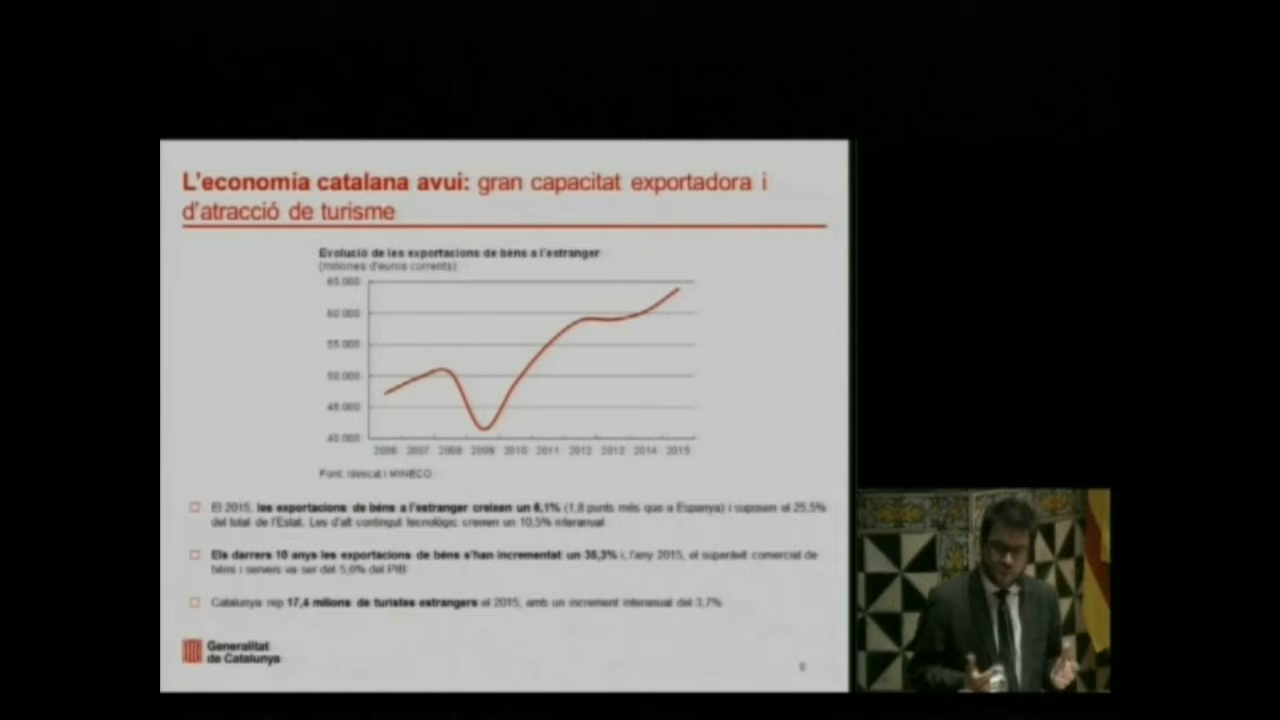 L'economia catalana avui: gran capacitat exportadora i
d'atracció de turisme
Evolució de les exportacions de béns a l'estranger
(milions d'euros corrents)
65.000
60.000
55.000
50.000
45.000
40.000
2006 2007 2008 2009 2010 2011 2012 2013 2014 2015
Font: Idescat i MINECO
El 2015, les exportacions de béns a l'estranger creixen un 6,1% (1,8 punts més que a Espanya) i suposen el 25,5%
del total de l'Estat. Les d'alt contingut tecnològic creixen un 10,5% interanual
Els darrers 10 anys les exportacions de béns s'han incrementat un 35,3% i, l'any 2015, el superàvit comercial de
béns i serveis va ser del 5,6% del PIB
Catalunya rep 17,4 milions de turistes estrangers el 2015, amb un increment interanual del 3,7%
Generalitat
de Catalunya